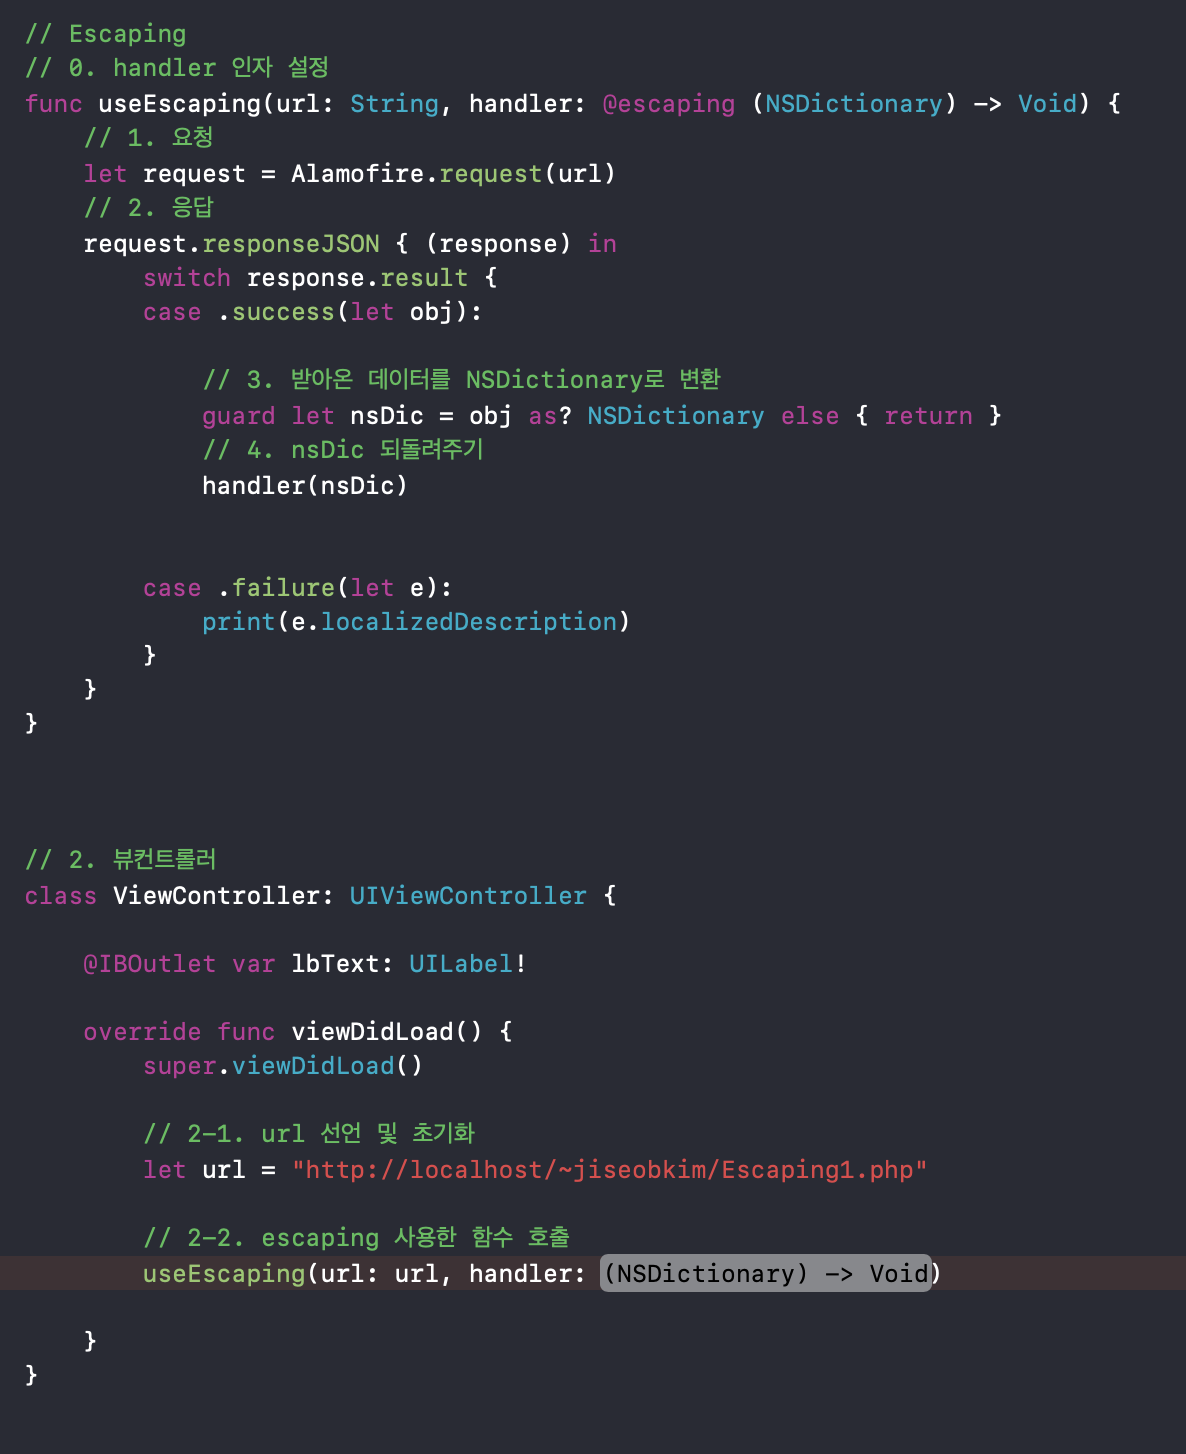 // Escaping
// 0. handler 인자 설정
func useEscaping(url: String, handler: @escaping (NSDictionary) -> Void) {
    // 1. 요청
    let request = Alamofire.request(url)
    // 2. 응답
    request.responseJSON { (response) in
        switch response.result {
        case .success(let obj):
            // 3. 받아온 데이터를 NSDictionary로 변환
            guard let nsDic = obj as? NSDictionary else { return }
            // 4. nsDic 되돌려주기
            handler(nsDic)
        case .failure(let e):
            print(e.localizedDescription)
        }
    }
}
// 2. 뷰컨트롤러
class ViewController: UIViewController {
    @IBOutlet var lbText: UILabel!
    override func viewDidLoad() {
        super.viewDidLoad()
        // 2-1. url 선언 및 초기화
        let url = "http://localhost/~jiseobkim/Escaping1.php"
        // 2-2. escaping 사용한 함수 호출
        useEscaping(url: url, handler: (NSDictionary) -> Void)
    }
}